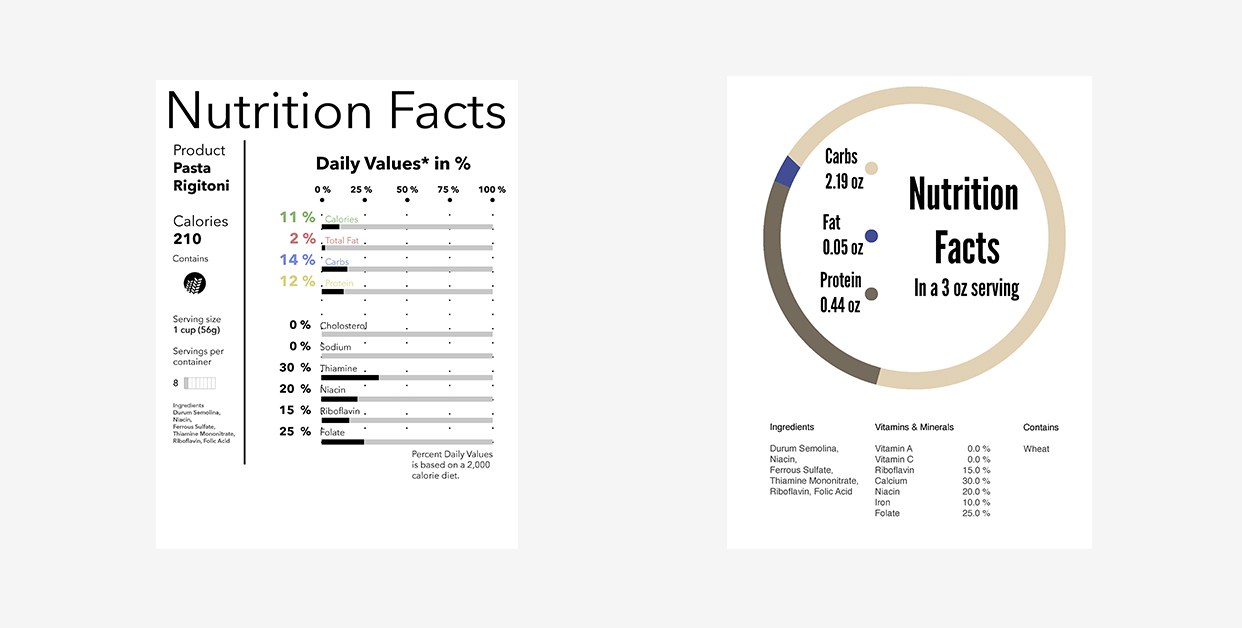 Nutrition Facts
Product
Pasta
Rigitoni
Calories
210
Contains
Serving size
1 cup (56g)
Servings per
container
8
Ingredients
Durum Semolina,
Niacin,
Ferrous Sulfate,
Thiamine Mononitrate,
Riboflavin, Folic Acid
Daily Values* in %
0 % 25 % 50 % 75 % 100 %
11 % Calories
2 % Total Fat
14 % Carbs
12 % Protein
0 % Cholosterol
0 % Sodium
30 % Thiamine
20 % Niacin
15 % Riboflavin
25 % Folate
Percent Daily Values
is based on a 2,000
calorie diet.
Carbs
2.19 oz
Fat
0.05 oz
Protein
0.44 oz
Nutrition
Facts
In a 3 oz serving
Ingredients
Durum Semolina,
Niacin,
Ferrous Sulfate,
Thiamine Mononitrate,
Riboflavin, Folic Acid
Vitamins & Minerals
Vitamin A 0.0 %
Vitamin C 0.0 %
Riboflavin 15.0 %
Calcium 30.0 %
Niacin 20.0 %
Iron 10.0 %
Folate 25.0 %
Contains
Wheat